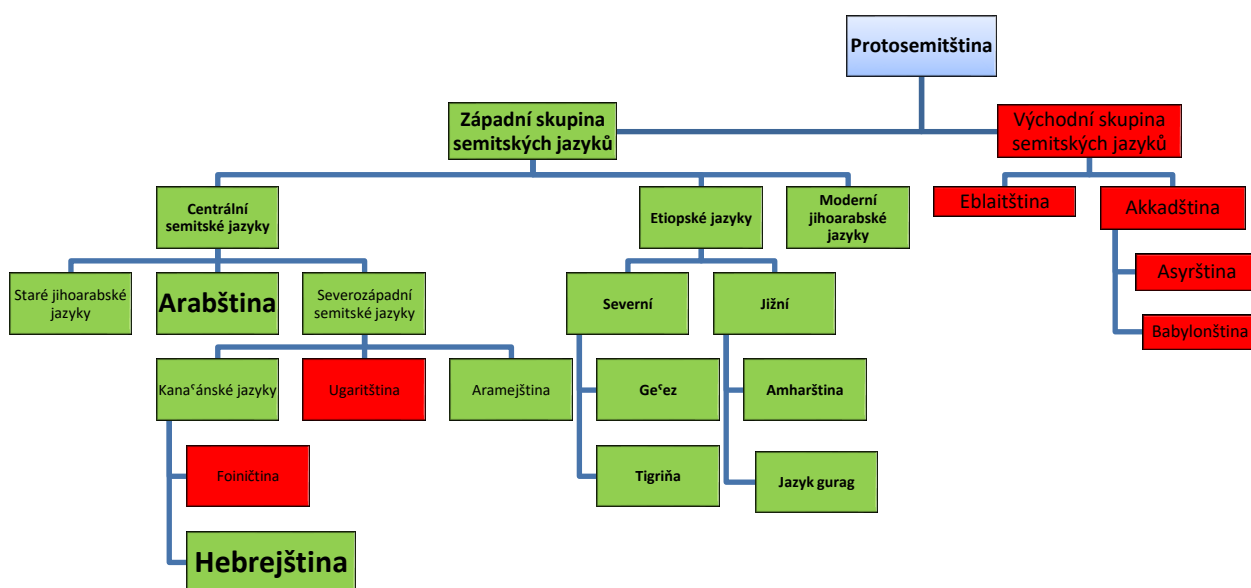 Protosemitština
Západní skupina
semitských jazyků
Východní skupina
semitských jazyků
Centrální
semitské jazyky
Etiopské jazyky
Moderní
jihoarabské
jazyky
Eblaitština
Akkadština
Staré jihoarabské
jazyky
Arabština
Severozápadní
semitské jazyky
Severní
Jižní
Asyrština
Babylonština
Kanaʿánské jazyky
Ugaritština
Aramejština
Geʿez
Amharština
Foiničtina
Tigriňa
Jazyk gurag
Hebrejština